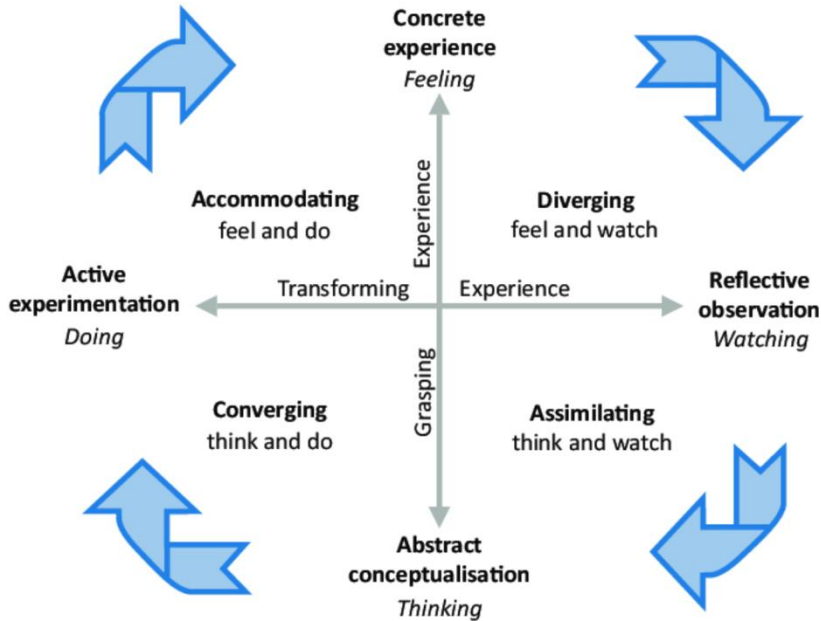 Concrete
experience
Feeling
Experience
Accommodating
feel and do
Diverging
feel and watch
Active
experimentation
Doing
Transforming
Experience
Reflective
observation
Watching
Grasping
Converging
think and do
Assimilating
think and watch
Abstract
conceptualisation
Thinking